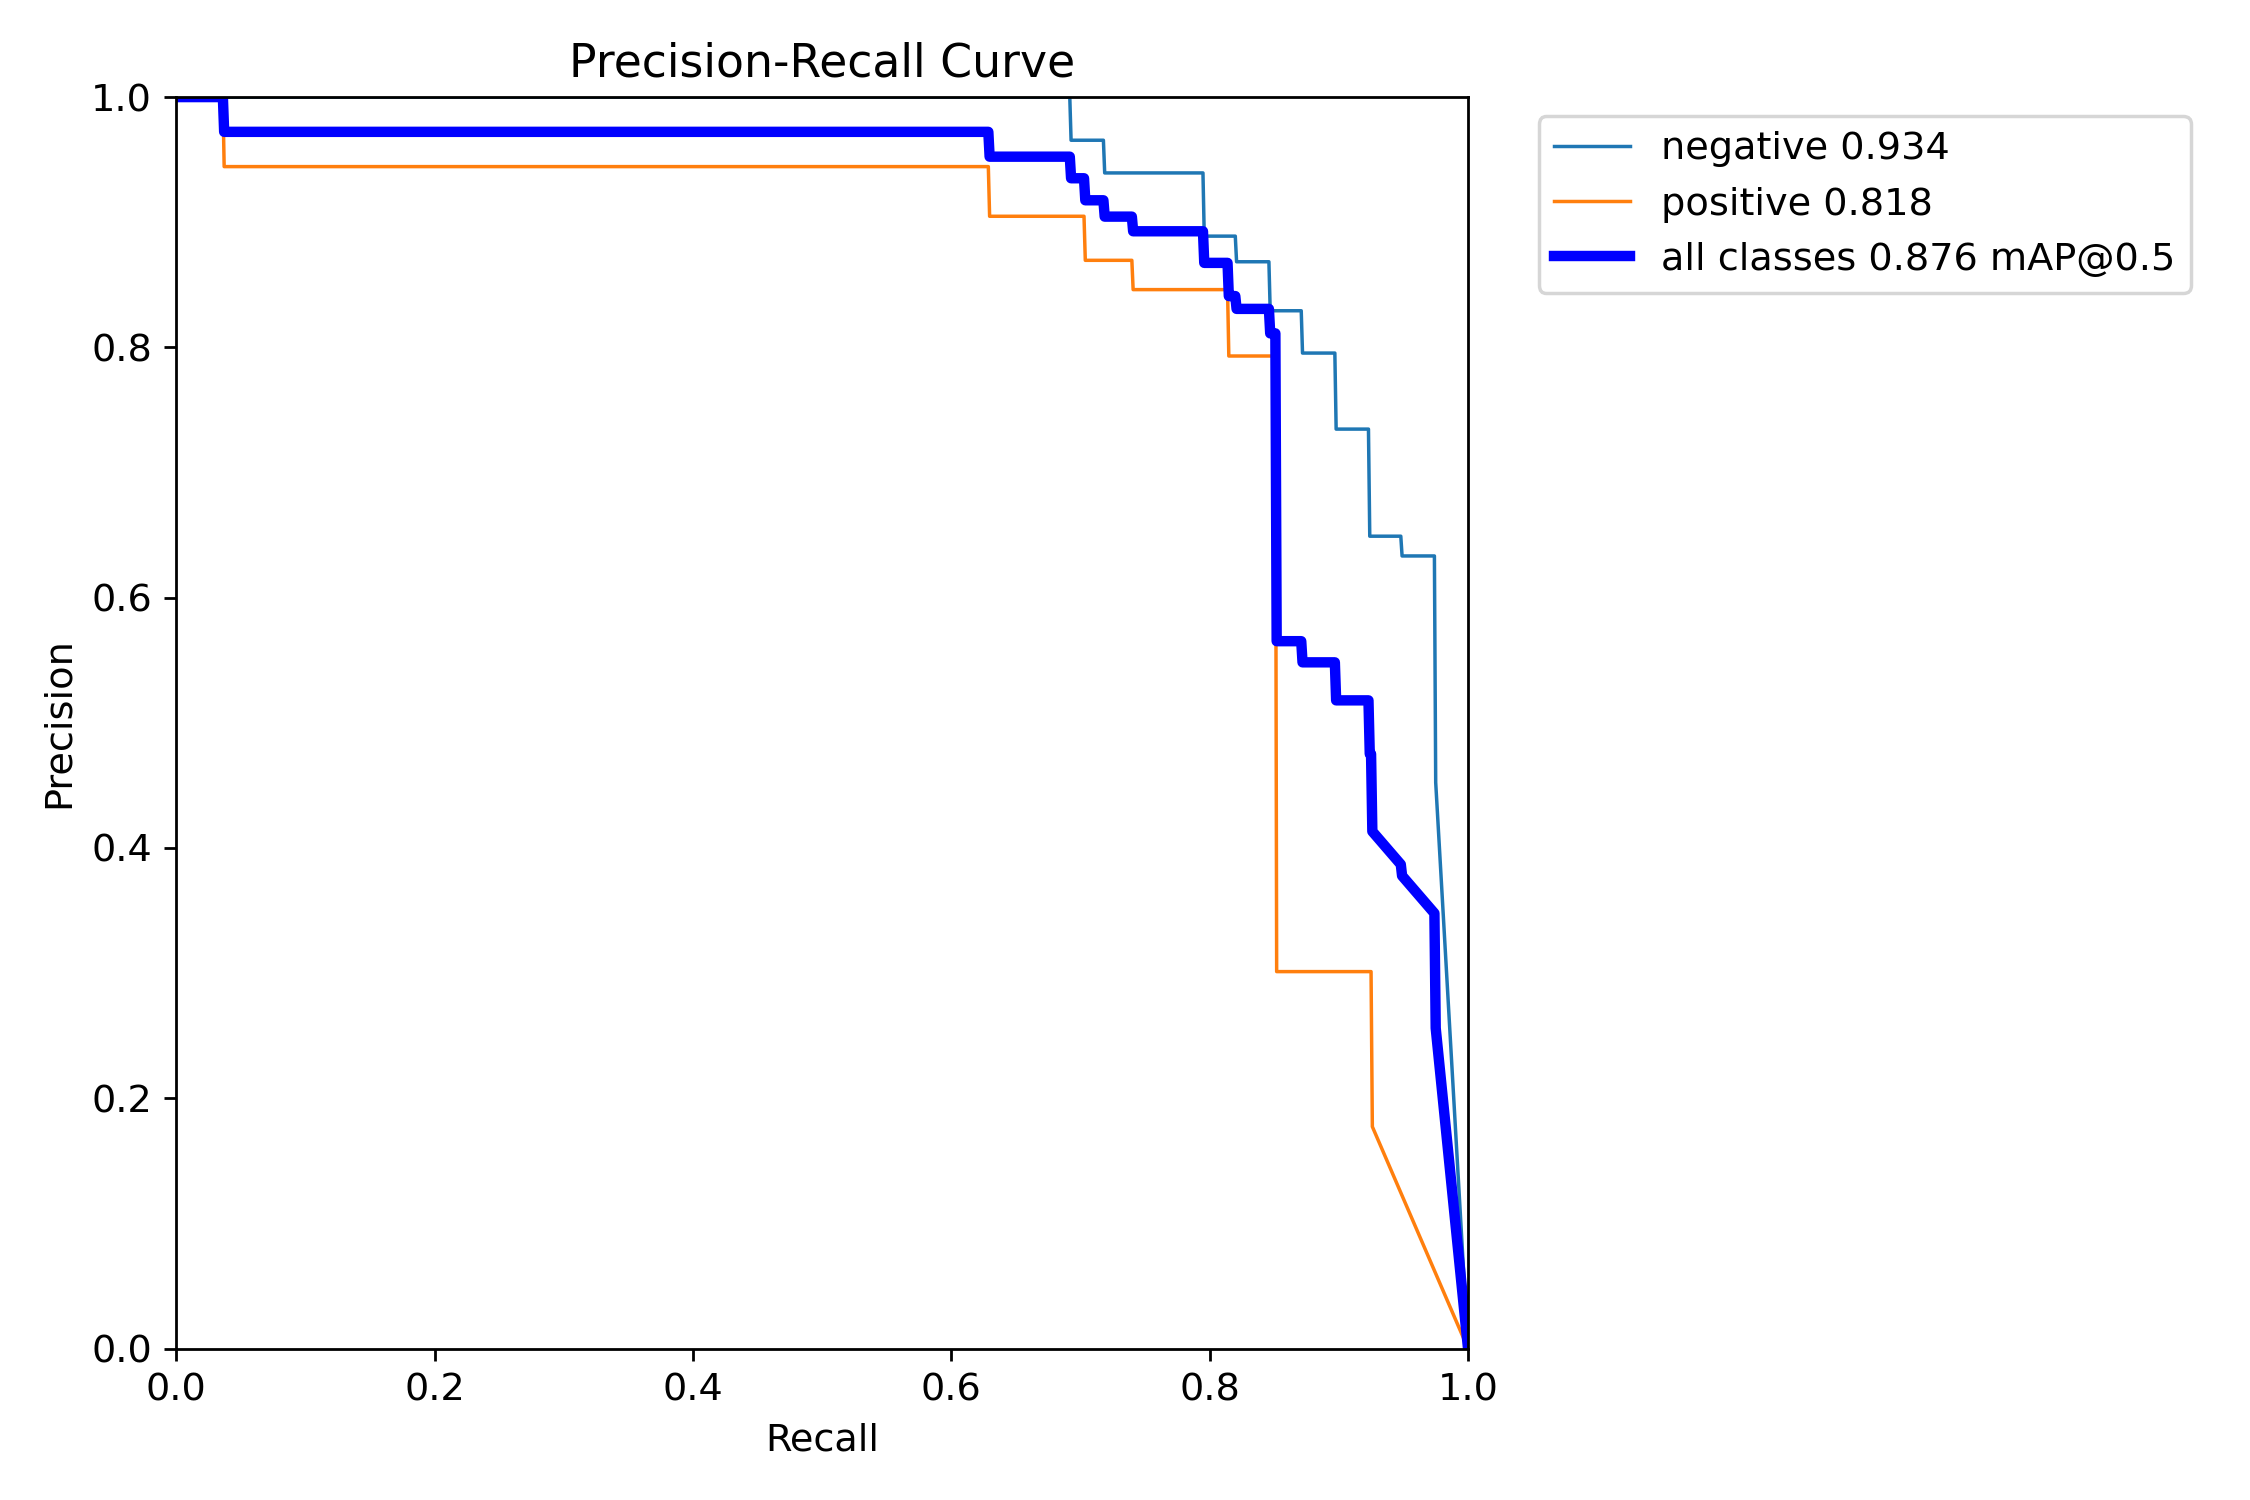 Precision-Recall Curve
1.0
0.8
0.6
0.4
0.2
0.0
Precision
0.0 0.2 0.4 0.6 0.8 1.0
Recall
negative 0.934
positive 0.818
all classes 0.876 mAP@0.5